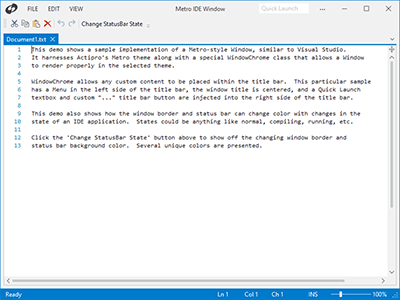 FILE EDIT VIEW Metro IDE Window Quick Launch ...
Change StatusBar State
Document1.txt
1 This demo shows a sample implementation of a Metro-style Window, similar to Visual Studio.
2 It harnesses Actipro's Metro theme along with a special WindowChrome class that allows a Window
3 to render properly in the selected theme.
4
5 WindowChrome allows any custom content to be placed within the title bar.  This particular sample
6 has a Menu in the left side of the title bar, the window title is centered, and a Quick Launch
7 textbox and custom "..." title bar button are injected into the right side of the title bar.
8
9 This demo also shows how the window border and status bar can change color with changes in the
10 state of an IDE application.  States could be anything like normal, compiling, running, etc.
11
12 Click the 'Change StatusBar State' button above to show off the changing window border and
13 status bar background color.  Several unique colors are presented.
Ready Ln 1 Col 1 Ch 1 INS 100%